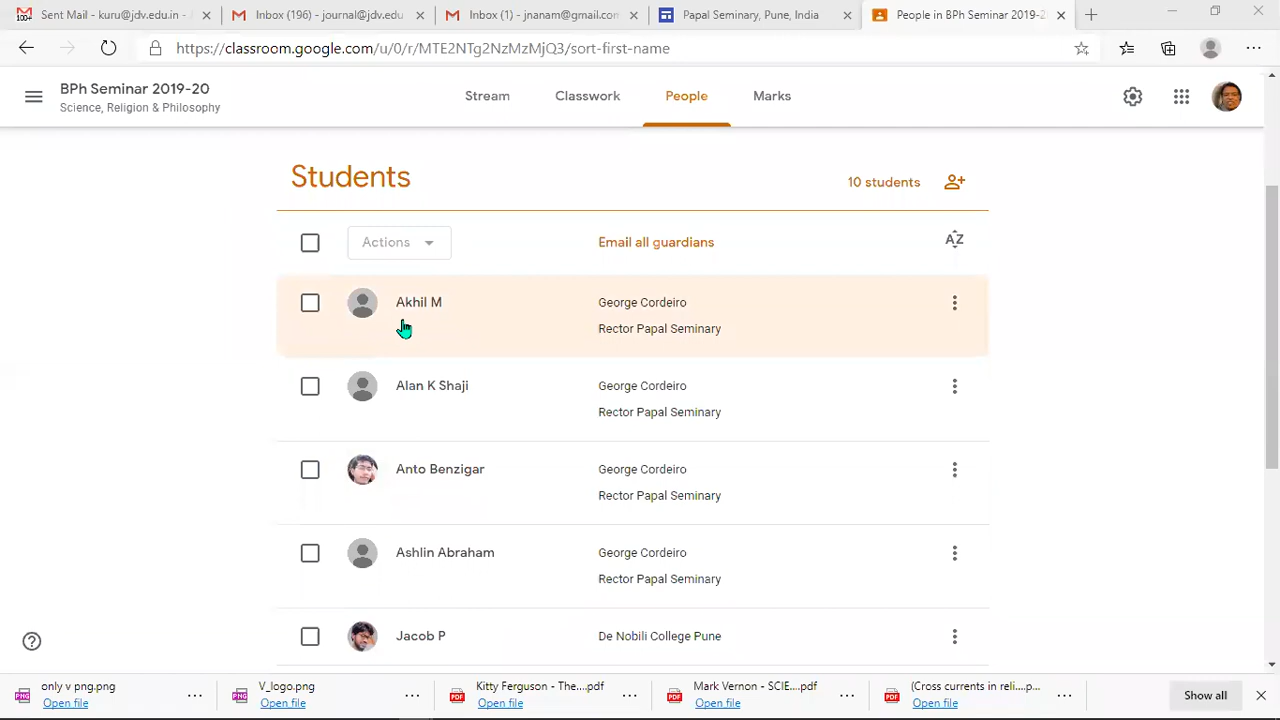 Sent Mail - kuru@jdv.edu.in -
Inbox (196) - journal@jdv.edu.i
Inbox (1) - jnanam@gmail.com
Papal Seminary, Pune, India
People in BPh Seminar 2019-2
https://classroom.google.com/u/0/r/MTE2NTg2NzMzMjQ3/sort-first-name
BPh Seminar 2019-20
Science, Religion & Philosophy
Stream
Classwork
People
Marks
Students
10 students
Actions
Email all guardians
AZ
Akhil M
George Cordeiro
Rector Papal Seminary
Alan K Shaji
George Cordeiro
Rector Papal Seminary
Anto Benzigar
George Cordeiro
Rector Papal Seminary
Ashlin Abraham
George Cordeiro
Rector Papal Seminary
Jacob P
De Nobili College Pune
only v png.png
Open file
V_logo.png
Open file
Kitty Ferguson - The....pdf
Open file
Mark Vernon - SCIE....pdf
Open file
(Cross currents in reli....p...
Open file
Show all